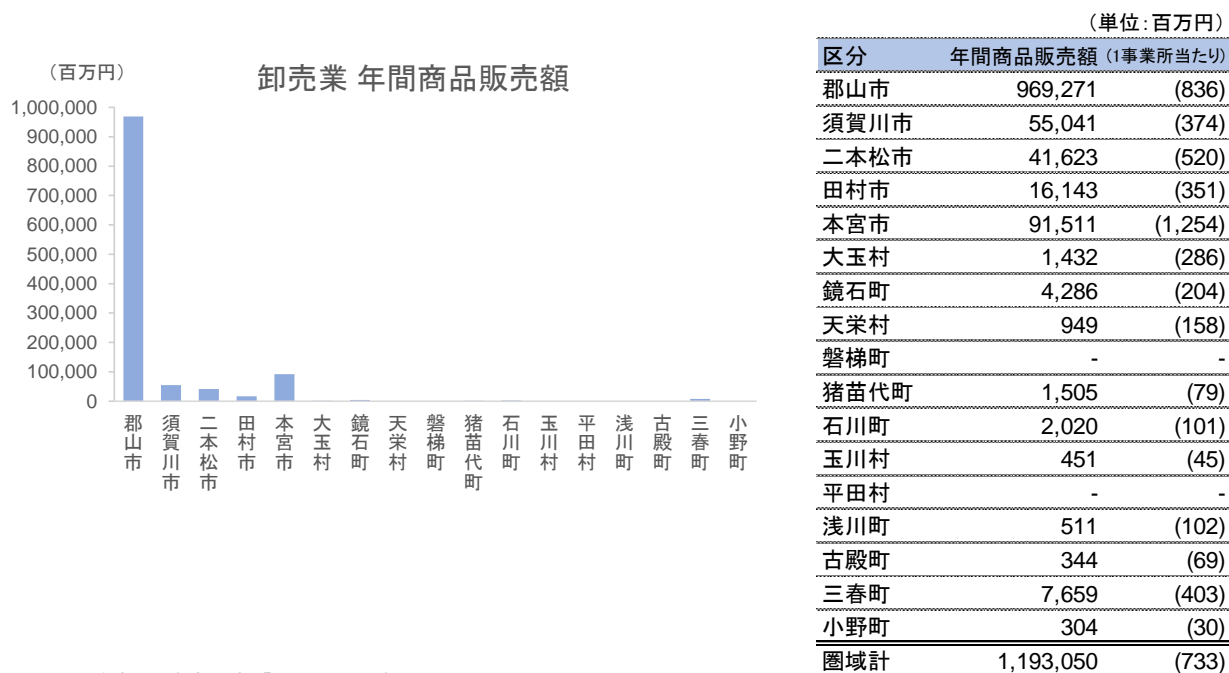 （百万円）
卸売業 年間商品販売額
1,000,000
900,000
800,000
700,000
600,000
500,000
400,000
300,000
200,000
100,000
0
郡山市
須賀川市
二本松市
田村市
本宮市
大玉村
鏡石町
天栄村
磐梯町
猪苗代町
石川町
玉川村
平田村
浅川町
古殿町
三春町
小野町
（単位:百万円）
区分 年間商品販売額 (1事業所当たり)
郡山市 969,271 (836)
須賀川市 55,041 (374)
二本松市 41,623 (520)
田村市 16,143 (351)
本宮市 91,511 (1,254)
大玉村 1,432 (286)
鏡石町 4,286 (204)
天栄村 949 (158)
磐梯町 - -
猪苗代町 1,505 (79)
石川町 2,020 (101)
玉川村 451 (45)
平田村 - -
浅川町 511 (102)
古殿町 344 (69)
三春町 7,659 (403)
小野町 304 (30)
圏域計 1,193,050 (733)